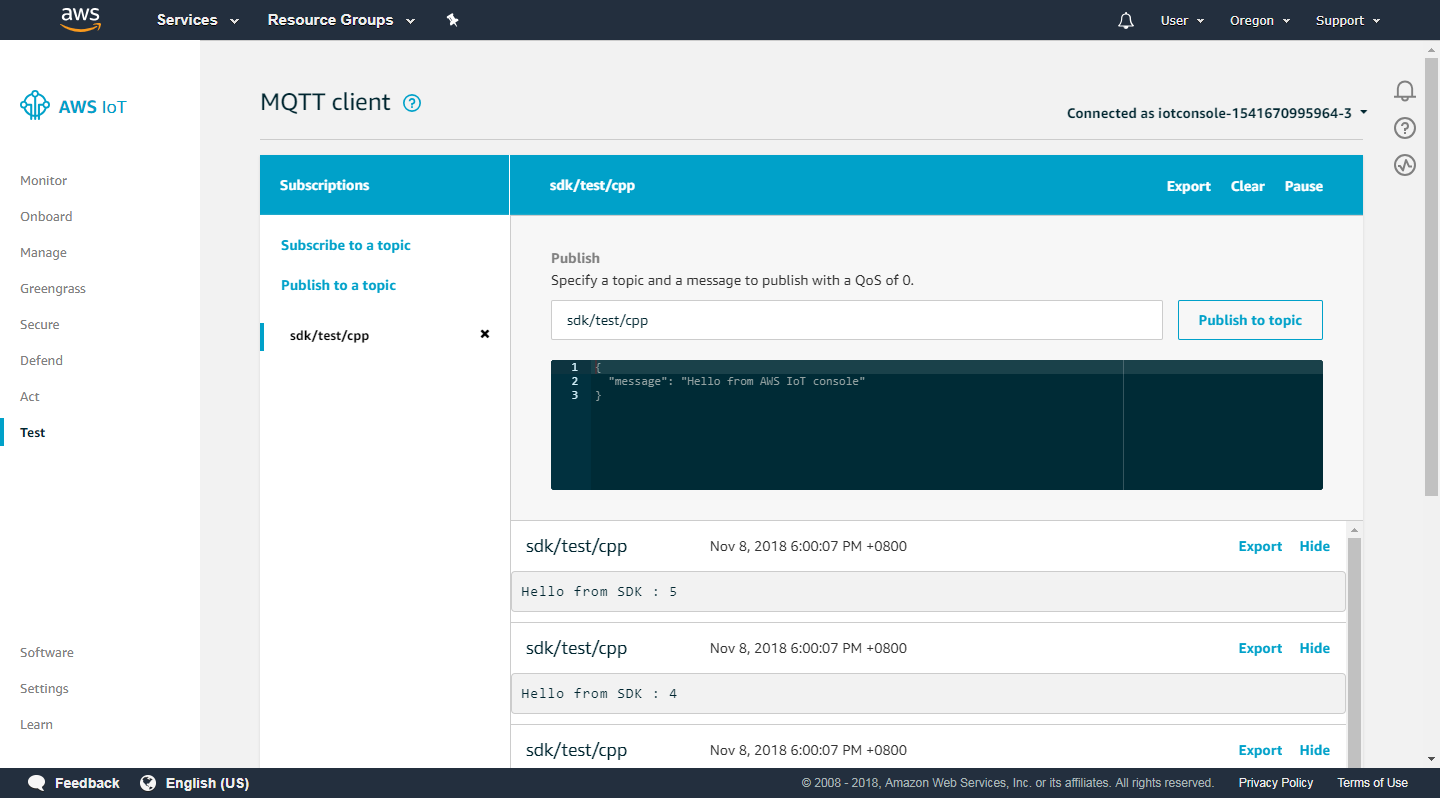 aws Services Resource Groups User Oregon Support
AWS IoT
Monitor
Onboard
Manage
Greengrass
Secure
Defend
Act
Test
Software
Settings
Learn
MQTT client ?
Connected as iotconsole-1541670995964-3
Subscriptions
Subscribe to a topic
Publish to a topic
sdk/test/cpp
sdk/test/cpp Export Clear Pause
Publish
Specify a topic and a message to publish with a QoS of 0.
sdk/test/cpp Publish to topic
1 {
2 "message": "Hello from AWS IoT console"
3 }
sdk/test/cpp Nov 8, 2018 6:00:07 PM +0800 Export Hide
Hello from SDK : 5
sdk/test/cpp Nov 8, 2018 6:00:07 PM +0800 Export Hide
Hello from SDK : 4
sdk/test/cpp Nov 8, 2018 6:00:07 PM +0800 Export Hide
?
Feedback English (US) © 2008 - 2018, Amazon Web Services, Inc. or its affiliates. All rights reserved. Privacy Policy Terms of Use